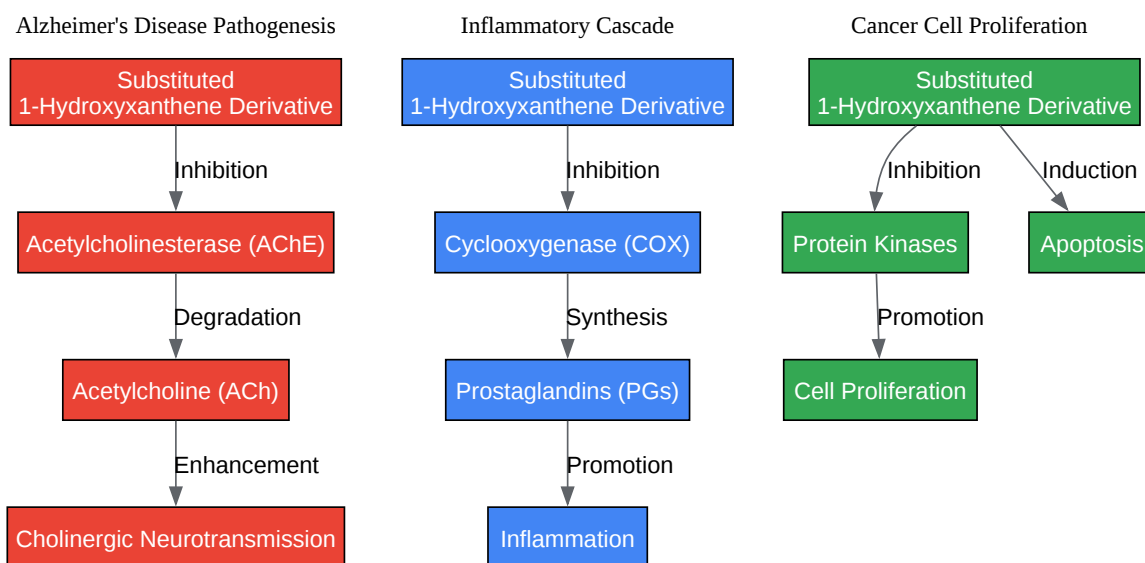 Alzheimer's Disease Pathogenesis
Substituted
1-Hydroxyxanthene Derivative
Inhibition
Acetylcholinesterase (AChE)
Degradation
Acetylcholine (ACh)
Enhancement
Cholinergic Neurotransmission
Inflammatory Cascade
Substituted
1-Hydroxyxanthene Derivative
Inhibition
Cyclooxygenase (COX)
Synthesis
Prostaglandins (PGs)
Promotion
Inflammation
Cancer Cell Proliferation
Substituted
1-Hydroxyxanthene Derivative
Inhibition
Induction
Protein Kinases
Apoptosis
Promotion
Cell Proliferation